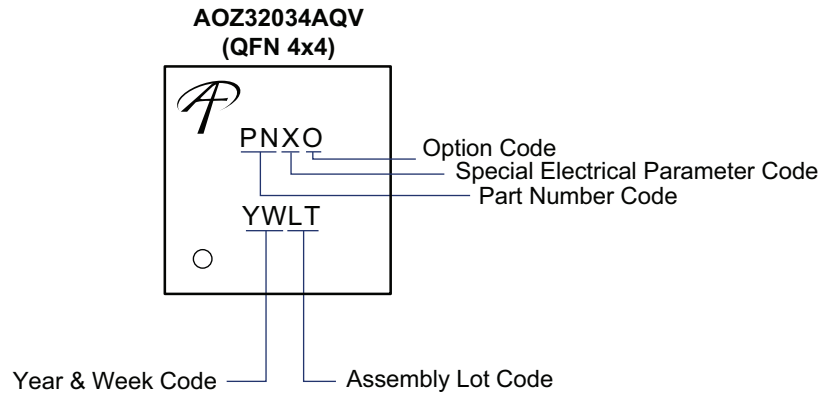 AOZ32034AQV
(QFN 4x4)
PNXO
Option Code
Special Electrical Parameter Code
Part Number Code
YWLT
Year & Week Code
Assembly Lot Code